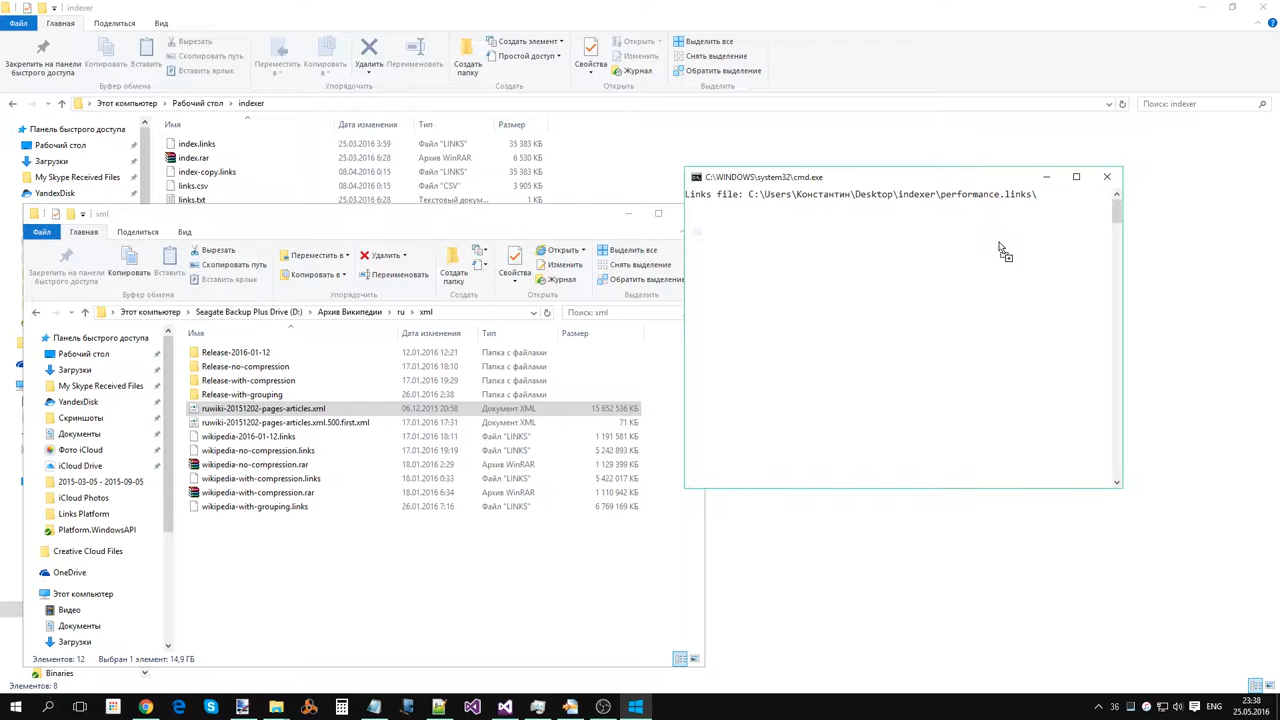 indexer
Файл Главная Поделиться Вид
Закрепить на панели быстрого доступа
Копировать
Вставить
Вырезать
Скопировать путь
Вставить ярлык
Буфер обмена
Переместить в
Копировать в
Удалить
Переименовать
Упорядочить
Создать папку
Создать элемент
Простой доступ
Создать
Свойства
Открыть
Изменить
Журнал
Открыть
Выделить все
Снять выделение
Обратить выделение
Выделить
Этот компьютер Рабочий стол indexer
Поиск: indexer
Панель быстрого доступа
Рабочий стол
Загрузки
My Skype Received Files
YandexDisk
Имя Дата изменения Тип Размер
index.links 25.03.2016 3:59 Файл "LINKS" 35 383 КБ
index.rar 25.03.2016 6:28 Архив WinRAR 6 530 КБ
index-copy.links 08.04.2016 0:15 Файл "LINKS" 35 383 КБ
links.csv 08.04.2016 0:15 Файл "CSV" 3 905 КБ
links.txt 25.03.2016 6:28 Текстовый докум...
C:\WINDOWS\system32\cmd.exe
Links file: C:\Users\Константин\Desktop\indexer\performance.links\
xml
Файл Главная Поделиться Вид
Закрепить на панели быстрого доступа
Копировать
Вставить
Вырезать
Скопировать путь
Вставить ярлык
Буфер обмена
Переместить в
Копировать в
Удалить
Переименовать
Упорядочить
Создать папку
Создать
Свойства
Открыть
Изменить
Журнал
Открыть
Выделить все
Снять выделение
Обратить выделение
Выделить
Этот компьютер Seagate Backup Plus Drive (D:) Архив Википедии ru xml
Поиск: xml
Панель быстрого доступа
Рабочий стол
Загрузки
My Skype Received Files
YandexDisk
Скриншоты
Документы
Фото iCloud
iCloud Drive
2015-03-05 - 2015-09-05
iCloud Photos
Links Platform
Platform.WindowsAPI
Creative Cloud Files
OneDrive
Этот компьютер
Видео
Документы
Загрузки
Имя Дата изменения Тип Размер
Release-2016-01-12 12.01.2016 12:21 Папка с файлами
Release-no-compression 17.01.2016 18:10 Папка с файлами
Release-with-compression 17.01.2016 19:29 Папка с файлами
Release-with-grouping 26.01.2016 2:38 Папка с файлами
ruwiki-20151202-pages-articles.xml 06.12.2015 20:58 Документ XML 15 652 536 КБ
ruwiki-20151202-pages-articles.xml.500.first.xml 17.01.2016 17:31 Документ XML 71 КБ
wikipedia-2016-01-12.links 17.01.2016 18:11 Файл "LINKS" 1 191 581 КБ
wikipedia-no-compression.links 17.01.2016 19:19 Файл "LINKS" 5 242 893 КБ
wikipedia-no-compression.rar 18.01.2016 2:29 Архив WinRAR 1 129 399 КБ
wikipedia-with-compression.links 18.01.2016 0:33 Файл "LINKS" 5 422 017 КБ
wikipedia-with-compression.rar 18.01.2016 6:34 Архив WinRAR 1 110 942 КБ
wikipedia-with-grouping.links 26.01.2016 7:16 Файл "LINKS" 6 769 169 КБ
Элементов: 12 Выбран 1 элемент: 14,9 ГБ
Binaries
Элементов: 8
36 ENG 23:38
25.05.2016